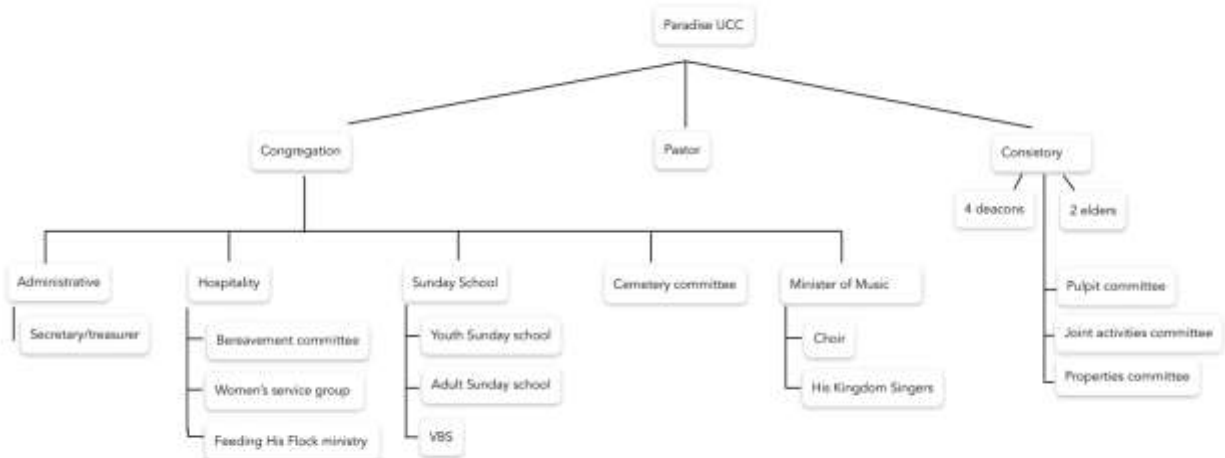 Paradise UCC
Congregation
Pastor
Consistory
4 deacons
2 elders
Administrative
Hospitality
Sunday School
Cemetery committee
Minister of Music
Pulpit committee
Secretary/treasurer
Bereavement committee
Youth Sunday school
Choir
Joint activities committee
Women's service group
Adult Sunday school
His Kingdom Singers
Properties committee
Feeding His Flock ministry
VBS